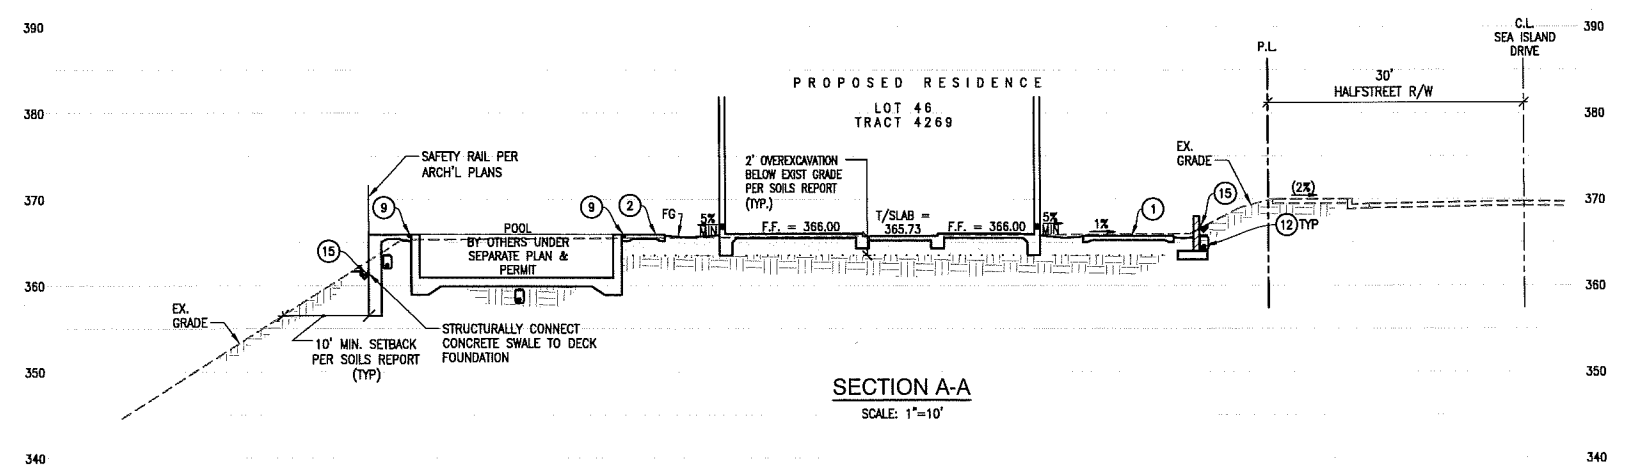 390
390
C.L.
SEA ISLAND
DRIVE
P.L.
30'
HALFSTREET R/W
PROPOSED RESIDENCE
LOT 46
TRACT 4269
380
380
SAFETY RAIL PER
ARCH'L PLANS
2' OVEREXCAVATION
BELOW EXIST GRADE
PER SOILS REPORT
(TYP.)
EX.
GRADE
370
370
9
9
2
FG
5%
MIN
F.F. = 366.00
T/SLAB =
365.73
F.F. = 366.00
5%
MIN
1%
1
15
(2%)
12
TYP
POOL
BY OTHERS UNDER
SEPARATE PLAN &
PERMIT
15
360
360
EX.
GRADE
10' MIN. SETBACK
PER SOILS REPORT
(TYP)
STRUCTURALLY CONNECT
CONCRETE SWALE TO DECK
FOUNDATION
350
350
SECTION A-A
SCALE: 1"=10'
340
340